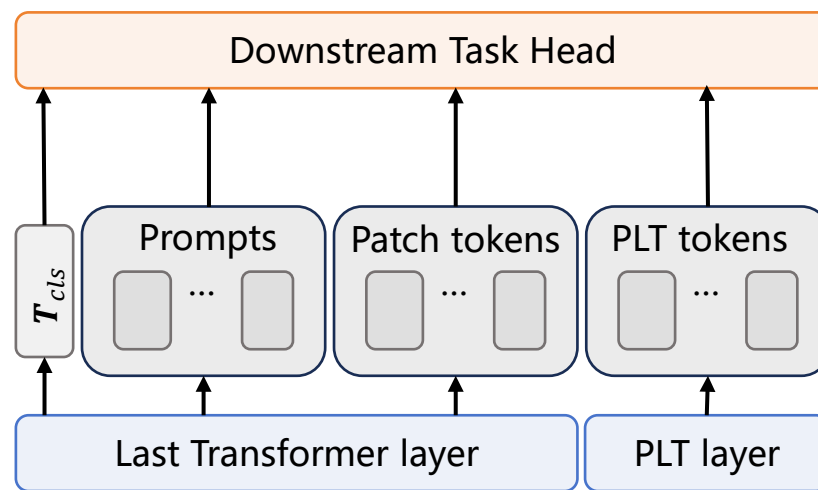 Downstream Task Head
T_cls
Prompts
Patch tokens
PLT tokens
...
...
...
Last Transformer layer
PLT layer